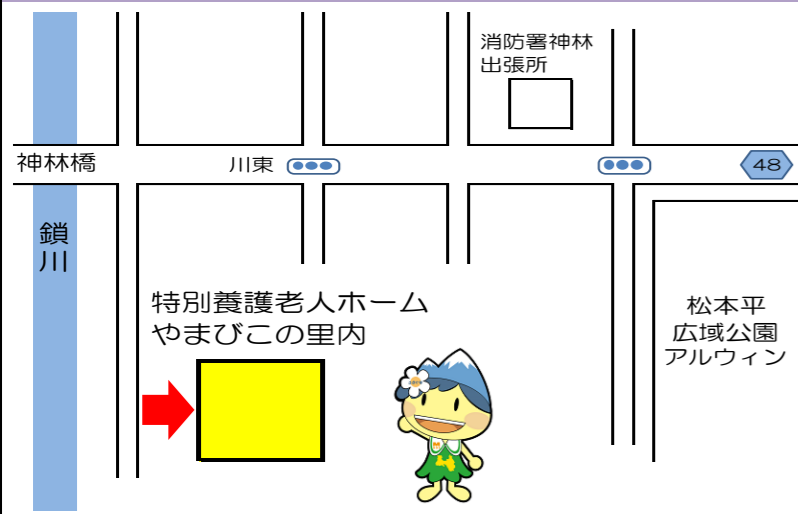 消防署神林
出張所
神林橋
川東
48
鎖川
特別養護老人ホーム
やまびこの里内
松本平
広域公園
アルウィン